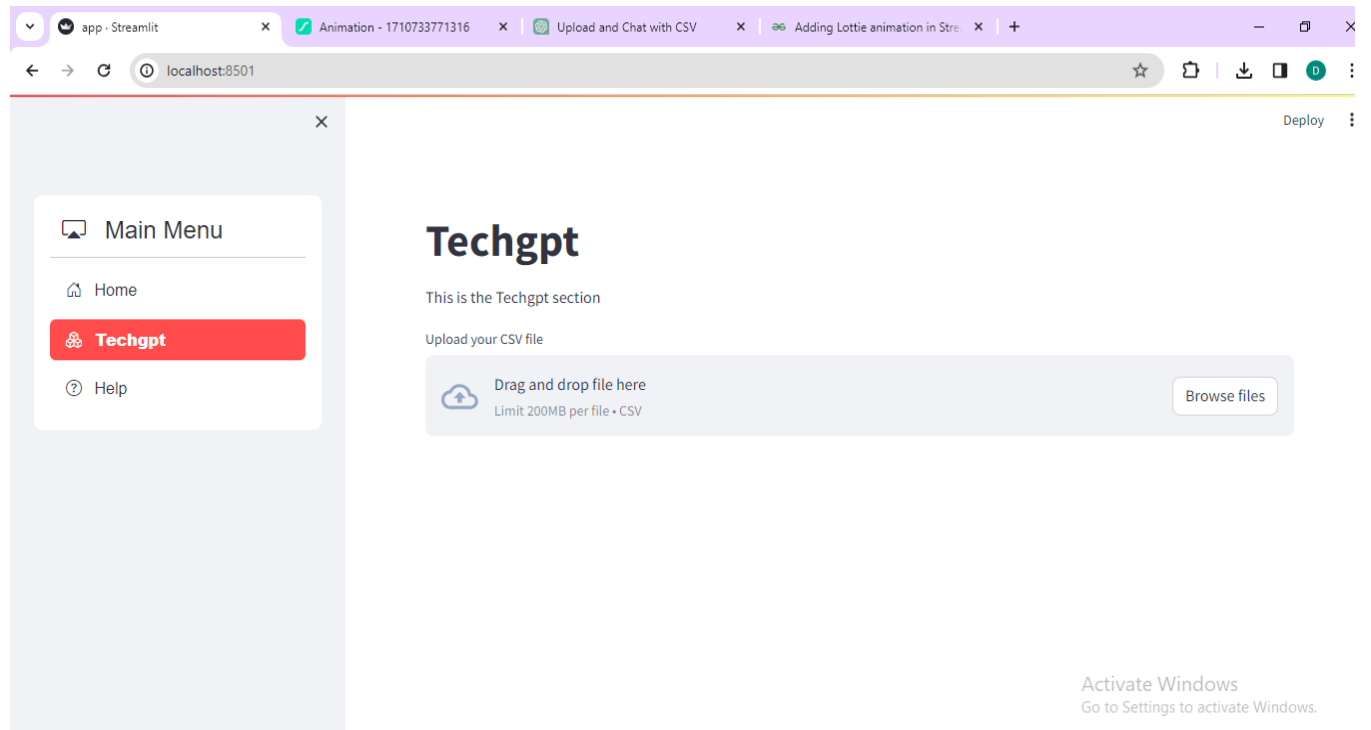 app · Streamlit
Animation - 1710733771316
Upload and Chat with CSV
Adding Lottie animation in Stre
localhost:8501
D
Deploy
Main Menu
Home
Techgpt
Help
Techgpt
This is the Techgpt section
Upload your CSV file
Drag and drop file here
Limit 200MB per file • CSV
Browse files
Activate Windows
Go to Settings to activate Windows.